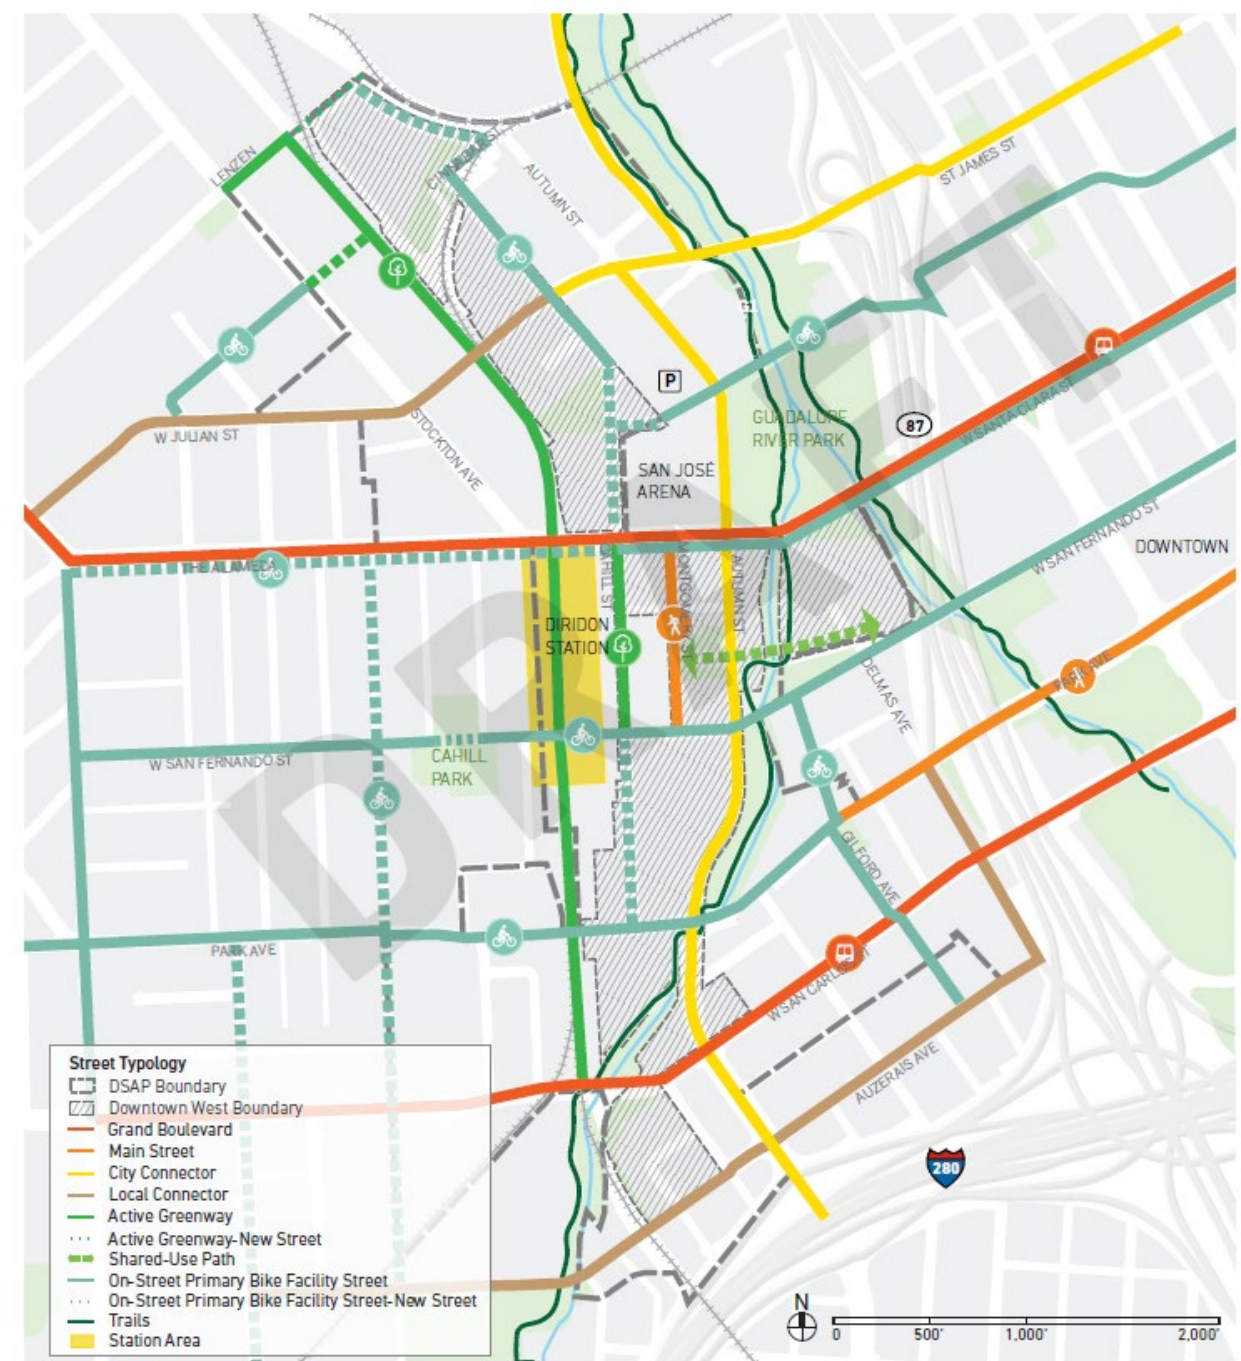 LENZEN
CINNABAR ST
AUTUMN ST
ST JAMES ST
P
GUADALUPE
RIVER PARK
87
W SANTA CLARA ST
W JULIAN ST
STOCKTON AVE
SAN JOSÉ
ARENA
THE ALAMEDA
CAHILL ST
MONTGOMERY ST
AUTUMN ST
W SAN FERNANDO ST
DOWNTOWN
DIRIDON
STATION
DELMAS AVE
PARK AVE
W SAN FERNANDO ST
CAHILL
PARK
GILFORD AVE
PARK AVE
W SAN CARLOS ST
AUZERAIS AVE
280
DRAFT
Street Typology
DSAP Boundary
Downtown West Boundary
Grand Boulevard
Main Street
City Connector
Local Connector
Active Greenway
Active Greenway-New Street
Shared-Use Path
On-Street Primary Bike Facility Street
On-Street Primary Bike Facility Street-New Street
Trails
Station Area
N
0 500' 1,000' 2,000'